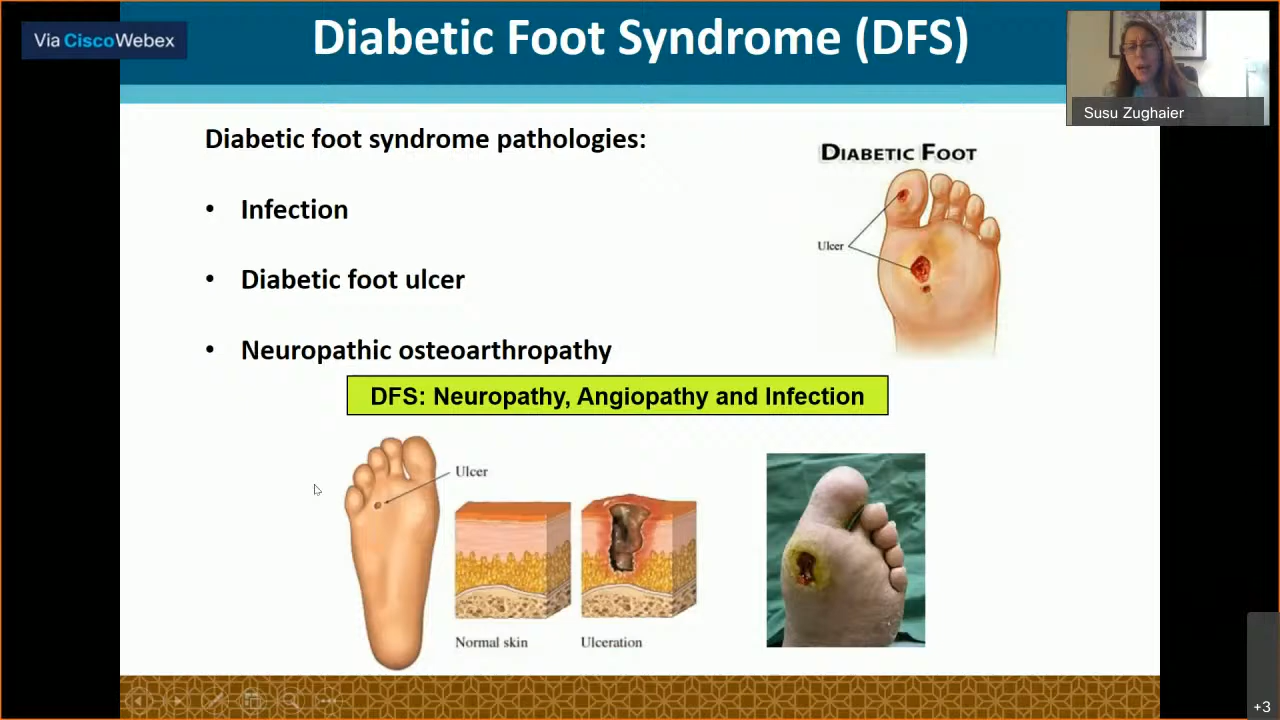 Via CiscoWebex
Diabetic Foot Syndrome (DFS)
Susu Zughaier
Diabetic foot syndrome pathologies:
• Infection
• Diabetic foot ulcer
• Neuropathic osteoarthropathy
DIABETIC FOOT
Ulcer
DFS: Neuropathy, Angiopathy and Infection
Ulcer
Normal skin
Ulceration
+3